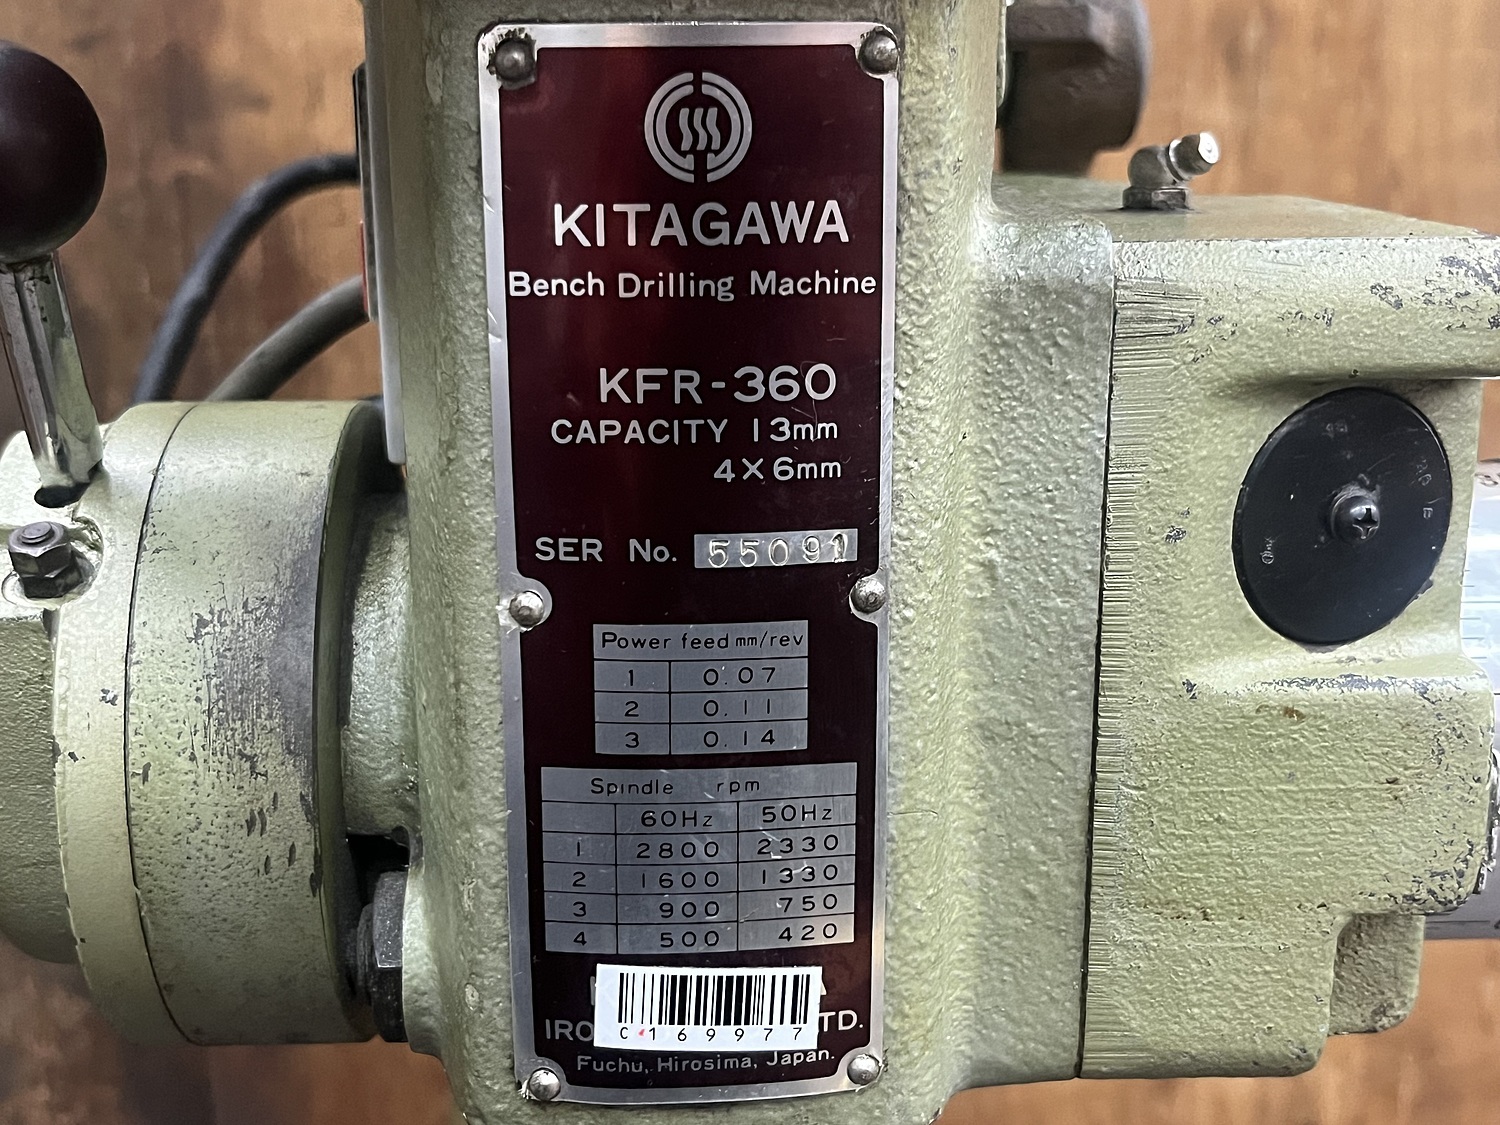 KITAGAWA
Bench Drilling Machine
KFR-360
CAPACITY 13mm
4×6mm
SER No. 55091
Power feed mm/rev
1 0.07
2 0.11
3 0.14
Spindle rpm
60Hz 50Hz
1 2800 2330
2 1600 1330
3 900 750
4 500 420
C169977
TD.
Fuchu, Hirosima, Japan.